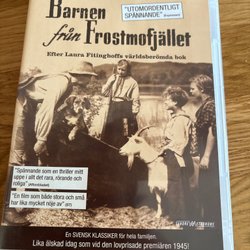 Barnen
"UTOMORDENTLIGT
SPÄNNANDE"
från Frostmofjället
Efter Laura Fitinghoffs världsberömda bok
"Spännande som en thriller mitt
uppe i allt det rara, rörande och
roliga"
"En film som både stora och små
har lika mycket nöje av"
En SVENSK KLASSIKER för hela familjen.
Lika älskad idag som vid den lovprisade premiären 1945!